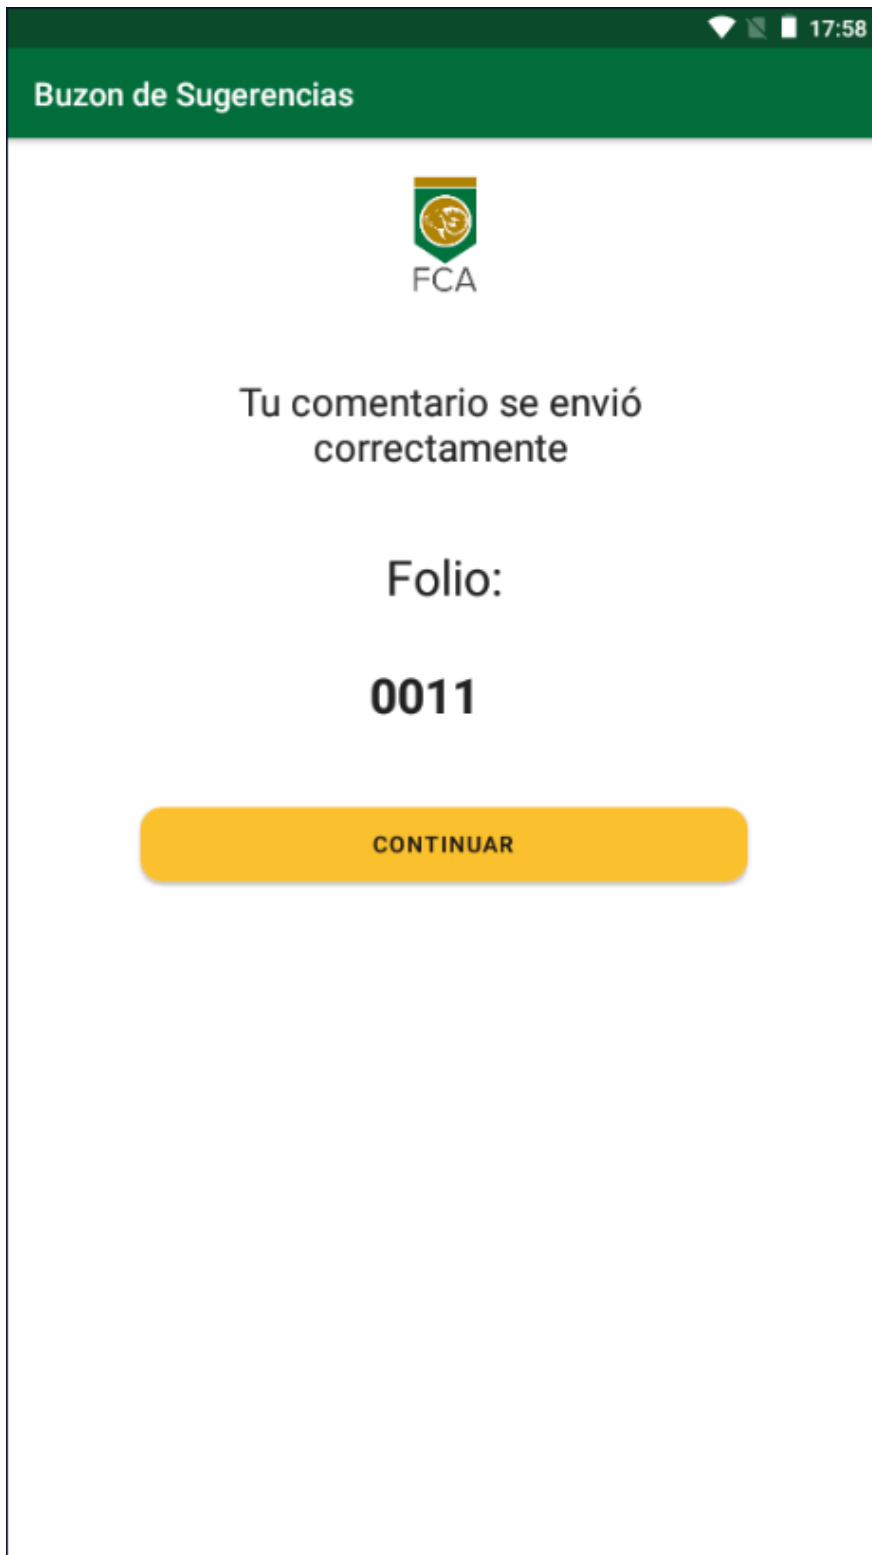 17:58
Buzon de Sugerencias
FCA
Tu comentario se envió
correctamente
Folio:
0011
CONTINUAR